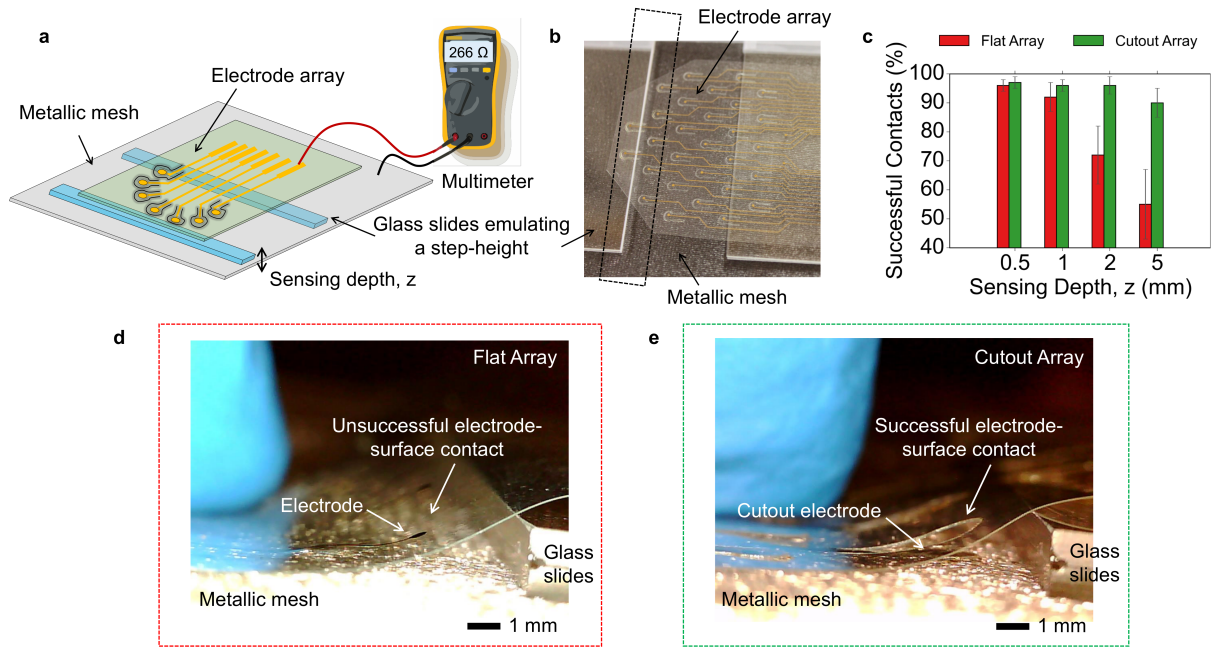 a
266 Ω
Electrode array
Metallic mesh
Multimeter
Glass slides emulating
a step-height
Sensing depth, z
b
Electrode array
Metallic mesh
c
Flat Array
Cutout Array
Successful Contacts (%)
100
90
80
70
60
50
40
0.5
1
2
5
Sensing Depth, z (mm)
d
Flat Array
Unsuccessful electrode-
surface contact
Electrode
Glass
slides
Metallic mesh
1 mm
e
Cutout Array
Successful electrode-
surface contact
Cutout electrode
Glass
slides
Metallic mesh
1 mm